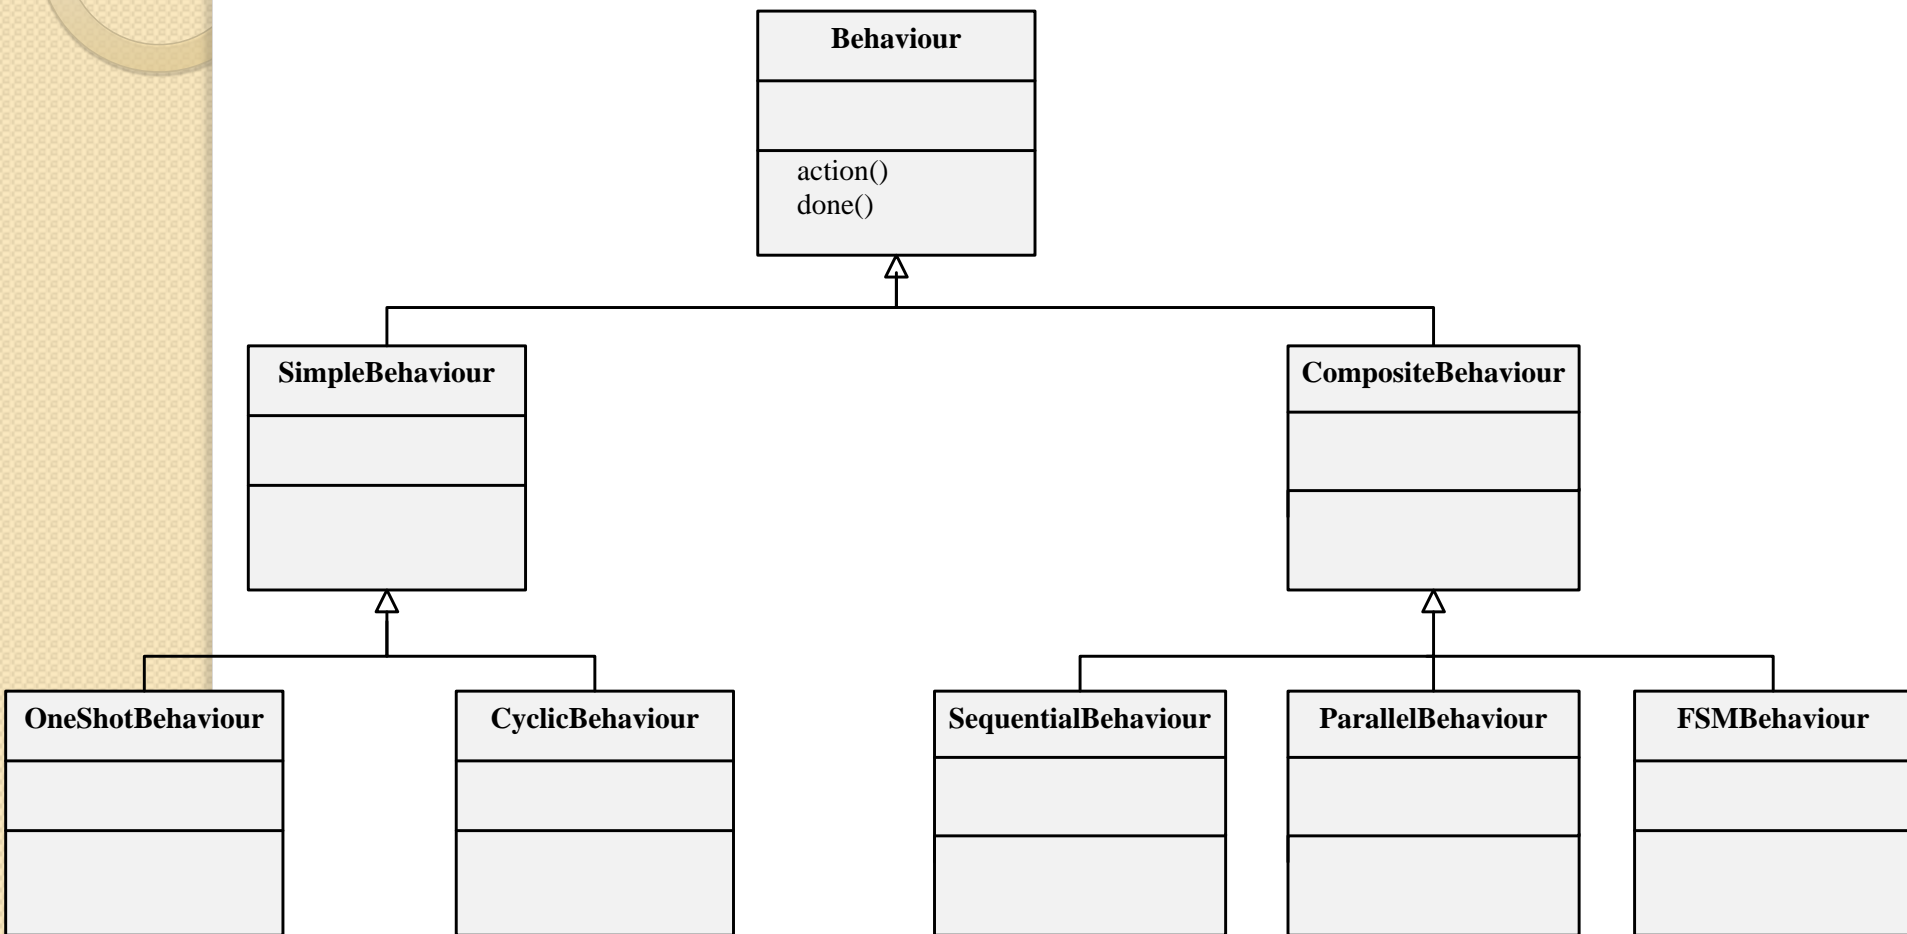 Behaviour
action()
done()
SimpleBehaviour
CompositeBehaviour
OneShotBehaviour
CyclicBehaviour
SequentialBehaviour
ParallelBehaviour
FSMBehaviour